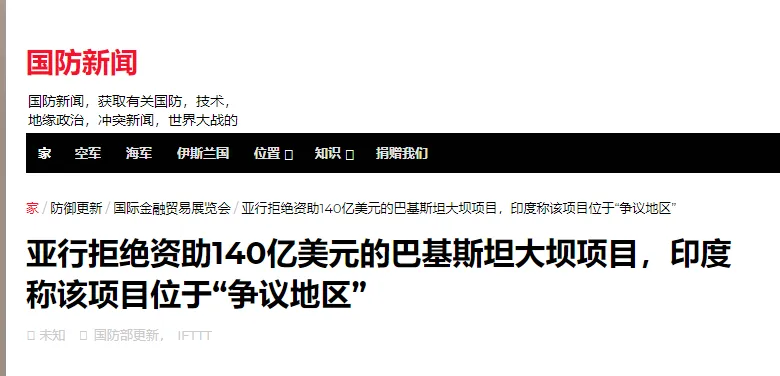 国防新闻
国防新闻，获取有关国防，技术，
地缘政治，冲突新闻，世界大战的
家 空军 海军 伊斯兰国 位置 知识 捐赠我们
家 / 防御更新 / 国际金融贸易展览会 / 亚行拒绝资助140亿美元的巴基斯坦大坝项目，印度称该项目位于“争议地区”
亚行拒绝资助140亿美元的巴基斯坦大坝项目，印度
称该项目位于“争议地区”
未知 国防部更新， IFTTT